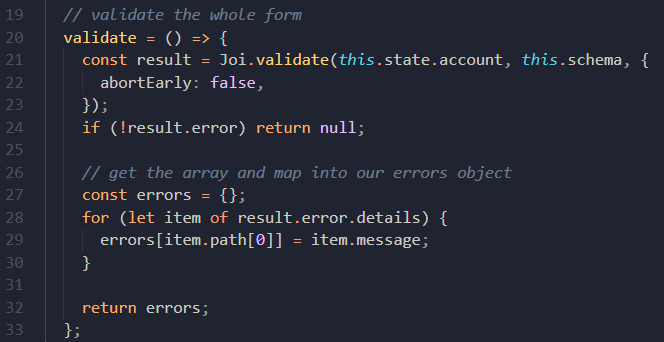 19 // validate the whole form
20 validate = () => {
21 const result = Joi.validate(this.state.account, this.schema, {
22 abortEarly: false,
23 });
24 if (!result.error) return null;
25
26 // get the array and map into our errors object
27 const errors = {};
28 for (let item of result.error.details) {
29 errors[item.path[0]] = item.message;
30 }
31
32 return errors;
33 };